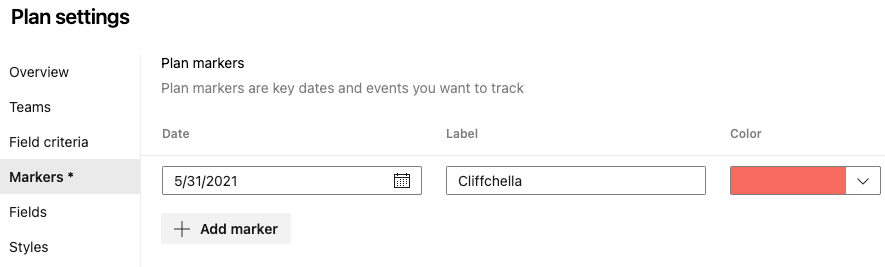 Plan settings
Overview
Teams
Field criteria
Markers *
Fields
Styles
Plan markers
Plan markers are key dates and events you want to track
Date Label Color
5/31/2021 Cliffchella
Add marker